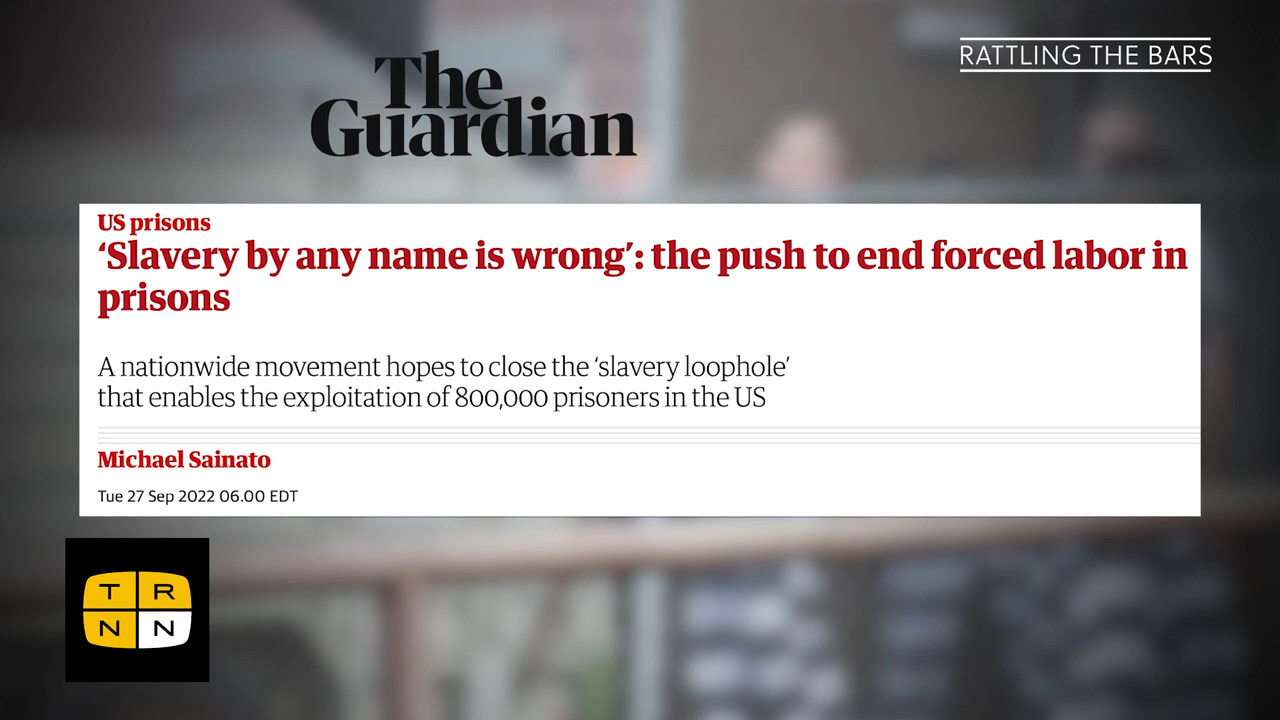 RATTLING THE BARS
The
Guardian
US prisons
‘Slavery by any name is wrong’: the push to end forced labor in
prisons
A nationwide movement hopes to close the ‘slavery loophole’
that enables the exploitation of 800,000 prisoners in the US
Michael Sainato
Tue 27 Sep 2022 06.00 EDT
T R
N N